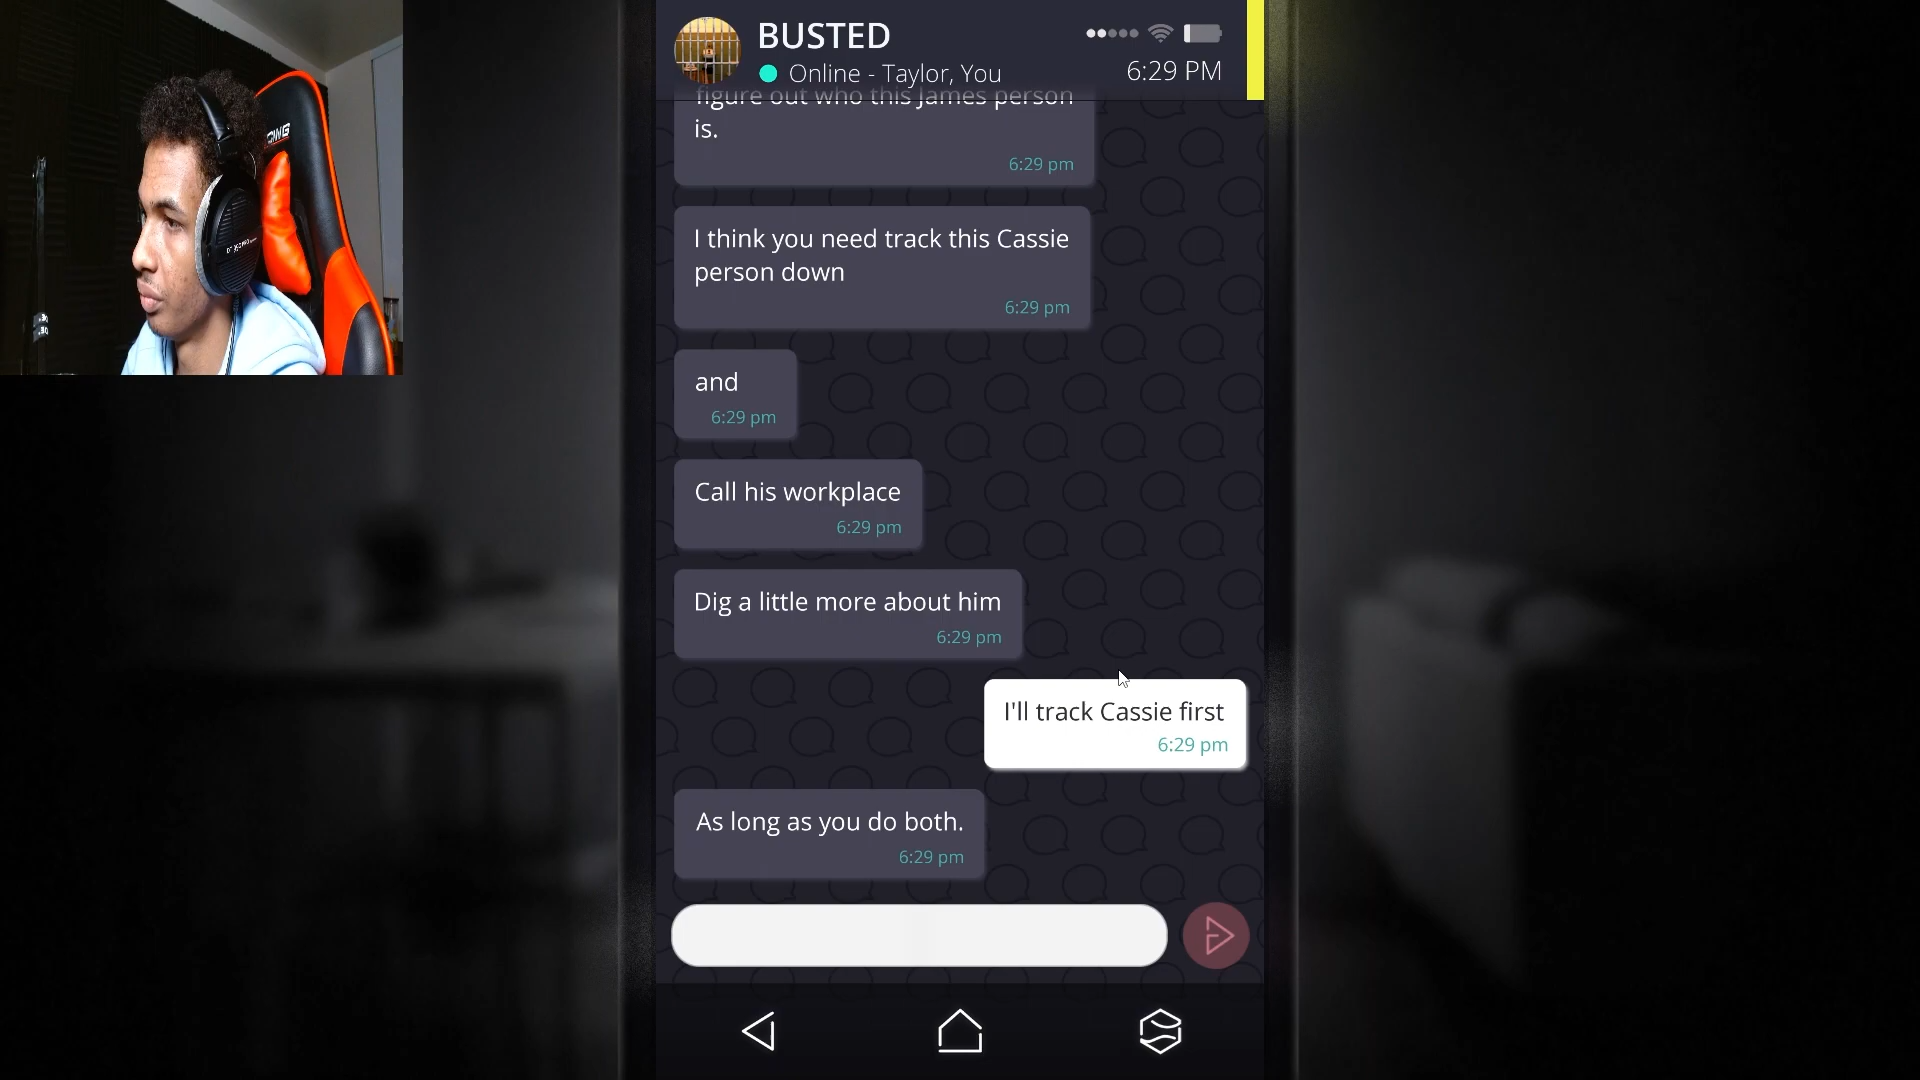 BUSTED
Online - Taylor, You
6:29 PM
figure out who this James person
is.
6:29 pm
I think you need track this Cassie
person down
6:29 pm
and
6:29 pm
Call his workplace
6:29 pm
Dig a little more about him
6:29 pm
I'll track Cassie first
6:29 pm
As long as you do both.
6:29 pm